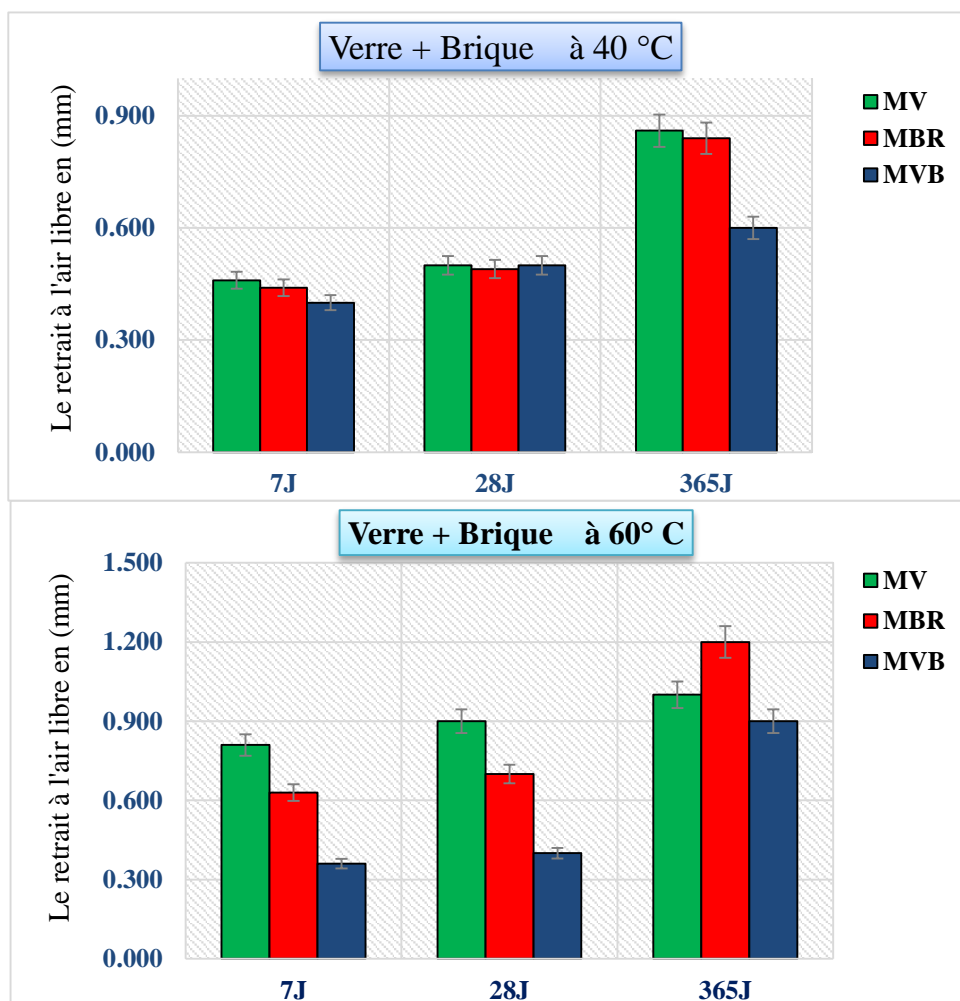 Verre + Brique à 40 °C
Le retrait à l'air libre en (mm)
0.900
0.600
0.300
0.000
7J 28J 365J
MV
MBR
MVB
Verre + Brique à 60° C
Le retrait à l'air libre en (mm)
1.500
1.200
0.900
0.600
0.300
0.000
7J 28J 365J
MV
MBR
MVB